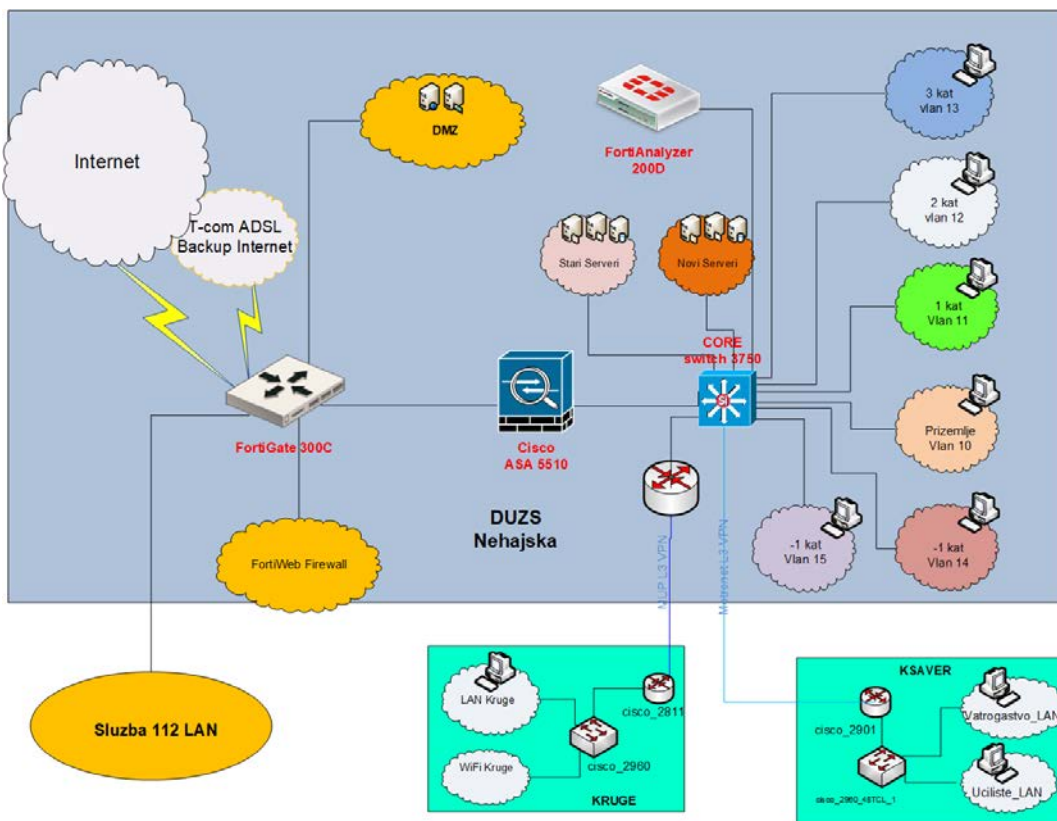 Internet
T-com ADSL
Backup Internet
DMZ
FortiAnalyzer
200D
3 kat
vlan 13
2 kat
vlan 12
Stari Serveri
Novi Serveri
1 kat
Vlan 11
CORE
switch 3750
SI
Prizemlje
Vlan 10
FortiGate 300C
Cisco
ASA 5510
DUZS
Nehajska
-1 kat
Vlan 15
-1 kat
Vlan 14
FortiWeb Firewall
MUP L3 VPN
Metronet L3 VPN
Sluzba 112 LAN
LAN Kruge
cisco_2811
WiFi Kruge
cisco_2960
KRUGE
KSAVER
cisco_2901
Vatrogastvo_LAN
cisco_2960_48TCL_1
Uciliste_LAN